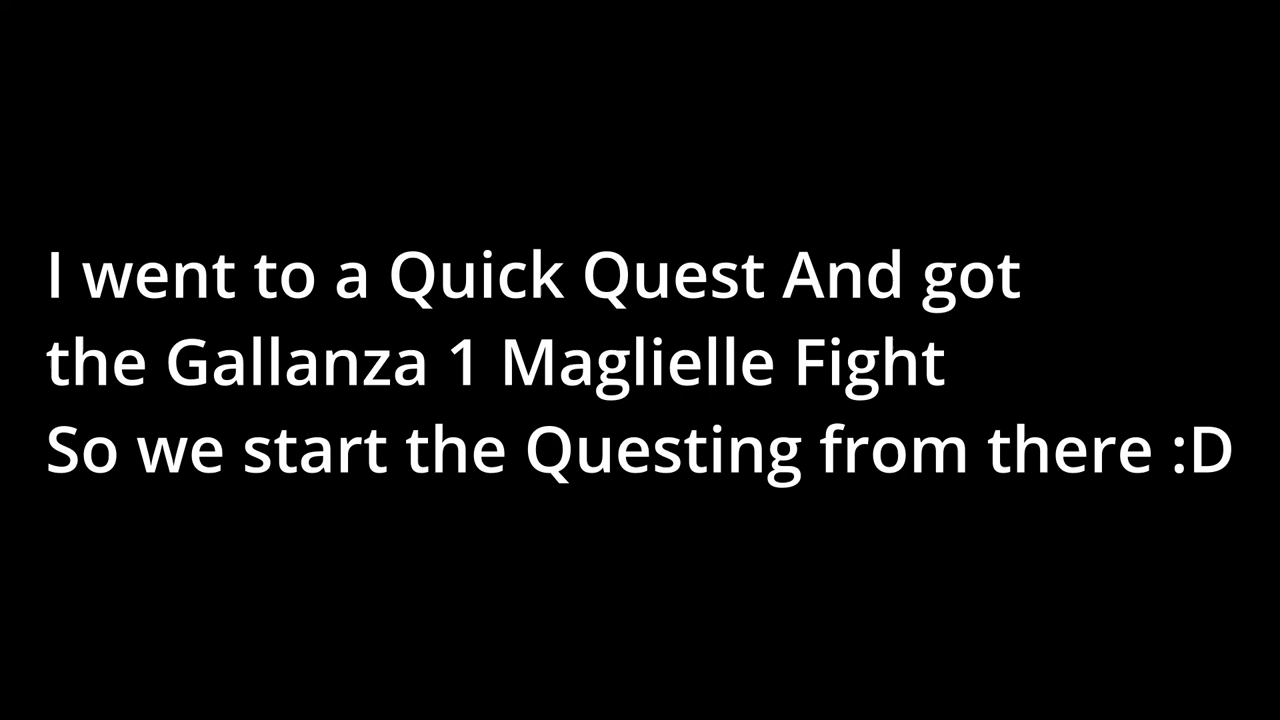 I went to a Quick Quest And got
the Gallanza 1 Maglielle Fight
So we start the Questing from there :D